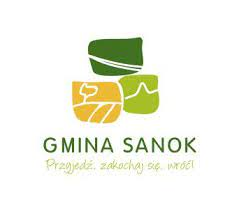 GMINA SANOK
Przyjedź, zakochaj się, wróć!